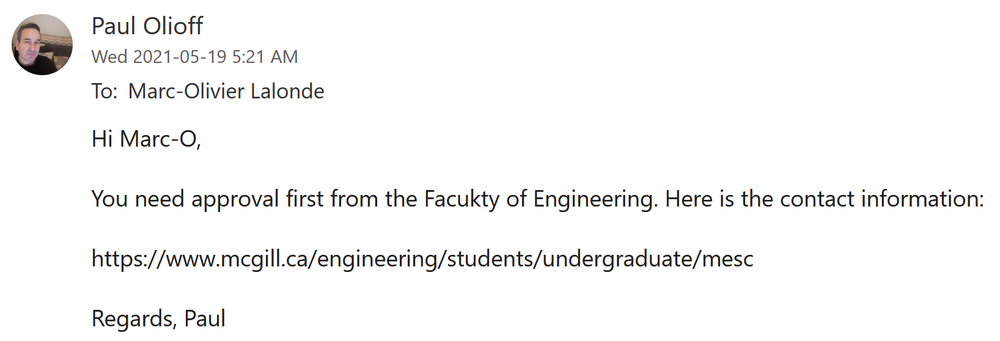 Paul Olioff
Wed 2021-05-19 5:21 AM
To: Marc-Olivier Lalonde
Hi Marc-O,
You need approval first from the Facukty of Engineering. Here is the contact information:
https://www.mcgill.ca/engineering/students/undergraduate/mesc
Regards, Paul